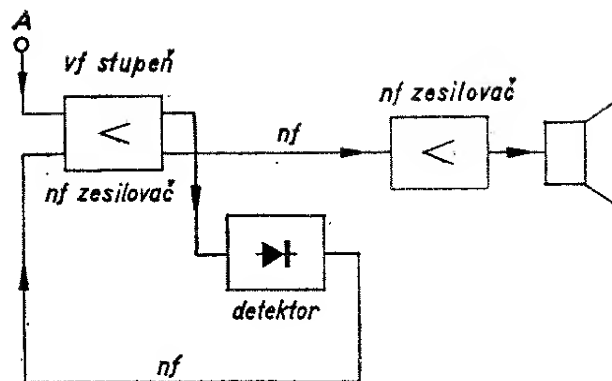 A
vf stupeň
nf zesilovač
nf
nf zesilovač
detektor
nf